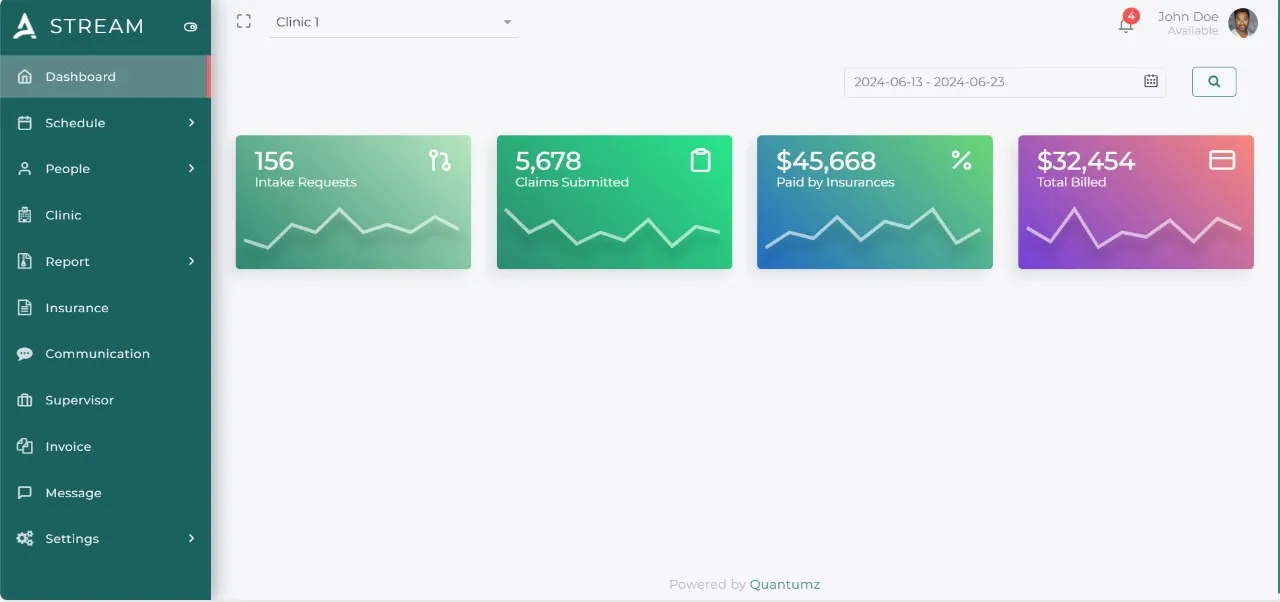 STREAM
Clinic 1
4
John Doe
Available
Dashboard
Schedule
People
Clinic
Report
Insurance
Communication
Supervisor
Invoice
Message
Settings
2024-06-13 - 2024-06-23
156
Intake Requests
5,678
Claims Submitted
$45,668
Paid by Insurances
$32,454
Total Billed
Powered by Quantumz